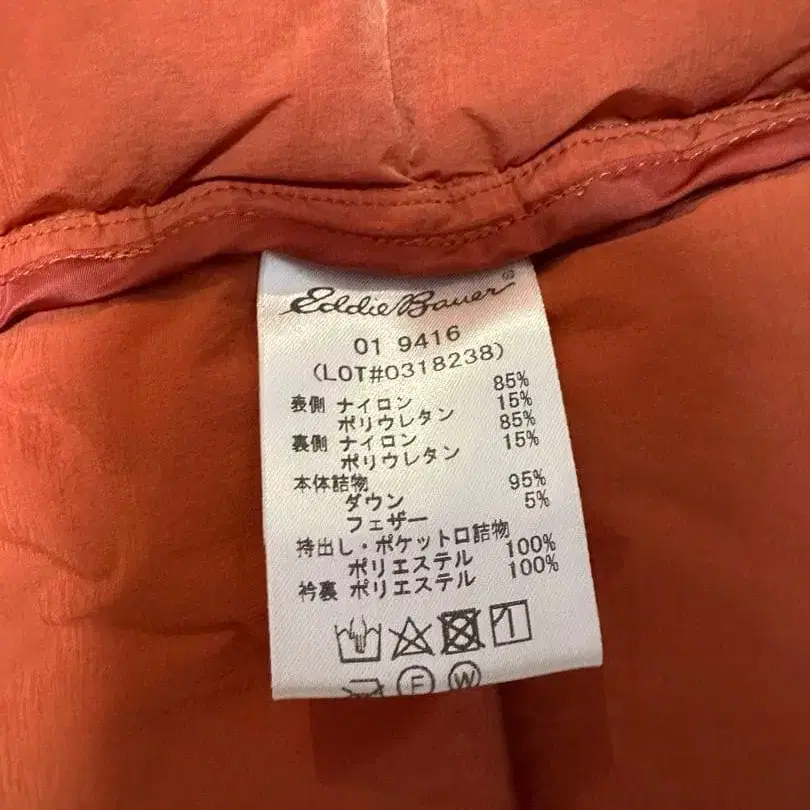 Eddie Bauer®
01 9416
(LOT#0318238)
表側 ナイロン 85%
ポリウレタン 15%
裏側 ナイロン 85%
ポリウレタン 15%
本体詰物
ダウン 95%
フェザー 5%
持出し・ポケット口詰物
ポリエステル 100%
衿裏 ポリエステル 100%
F W